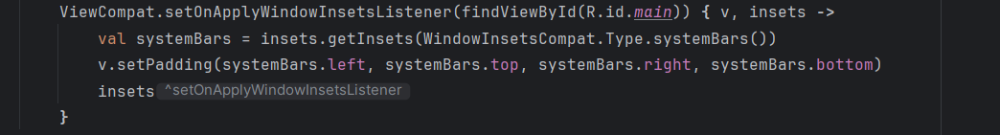 ViewCompat.setOnApplyWindowInsetsListener(findViewById(R.id.main)) { v, insets ->
val systemBars = insets.getInsets(WindowInsetsCompat.Type.systemBars())
v.setPadding(systemBars.left, systemBars.top, systemBars.right, systemBars.bottom)
insets ^setOnApplyWindowInsetsListener
}